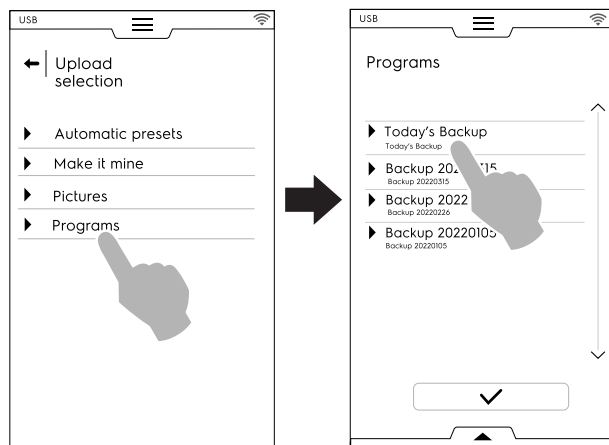 USB
Upload
selection
Automatic presets
Make it mine
Pictures
Programs
USB
Programs
Today's Backup
Today's Backup
Backup 20220315
Backup 20220315
Backup 2022
Backup 20220226
Backup 20220105
Backup 20220105